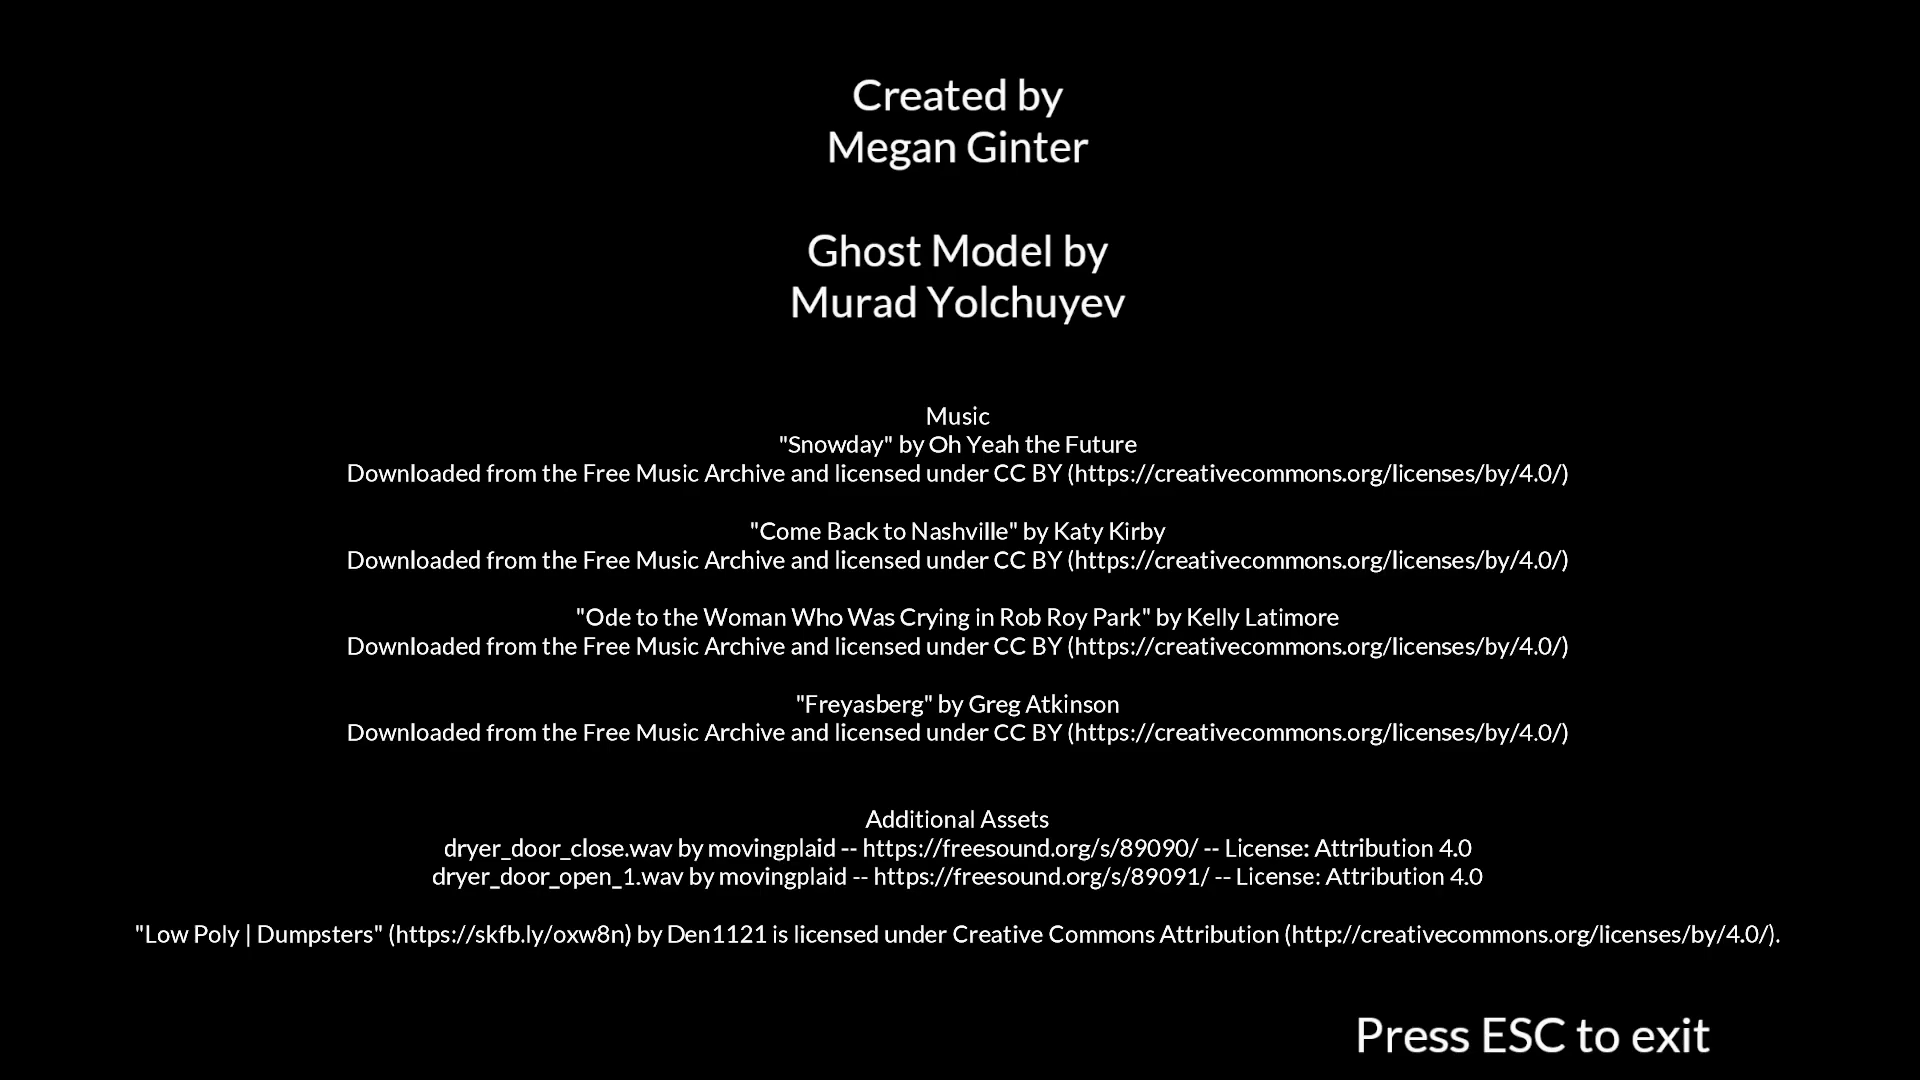 Created by
Megan Ginter
Ghost Model by
Murad Yolchuyev
Music
"Snowday" by Oh Yeah the Future
Downloaded from the Free Music Archive and licensed under CC BY (https://creativecommons.org/licenses/by/4.0/)
"Come Back to Nashville" by Katy Kirby
Downloaded from the Free Music Archive and licensed under CC BY (https://creativecommons.org/licenses/by/4.0/)
"Ode to the Woman Who Was Crying in Rob Roy Park" by Kelly Latimore
Downloaded from the Free Music Archive and licensed under CC BY (https://creativecommons.org/licenses/by/4.0/)
"Freyasberg" by Greg Atkinson
Downloaded from the Free Music Archive and licensed under CC BY (https://creativecommons.org/licenses/by/4.0/)
Additional Assets
dryer_door_close.wav by movingplaid -- https://freesound.org/s/89090/ -- License: Attribution 4.0
dryer_door_open_1.wav by movingplaid -- https://freesound.org/s/89091/ -- License: Attribution 4.0
"Low Poly | Dumpsters" (https://skfb.ly/oxw8n) by Den1121 is licensed under Creative Commons Attribution (http://creativecommons.org/licenses/by/4.0/).
Press ESC to exit